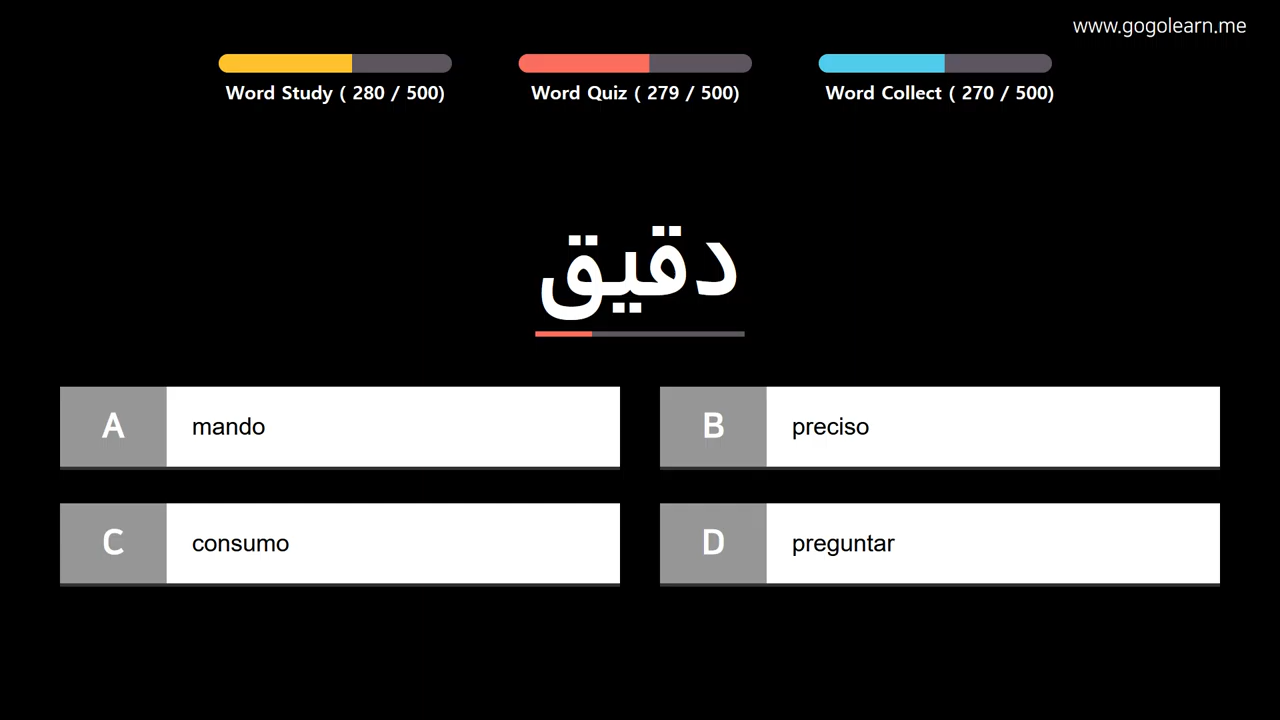 www.gogolearn.me
Word Study ( 280 / 500)
Word Quiz ( 279 / 500)
Word Collect ( 270 / 500)
دقيق
A mando
B preciso
C consumo
D preguntar